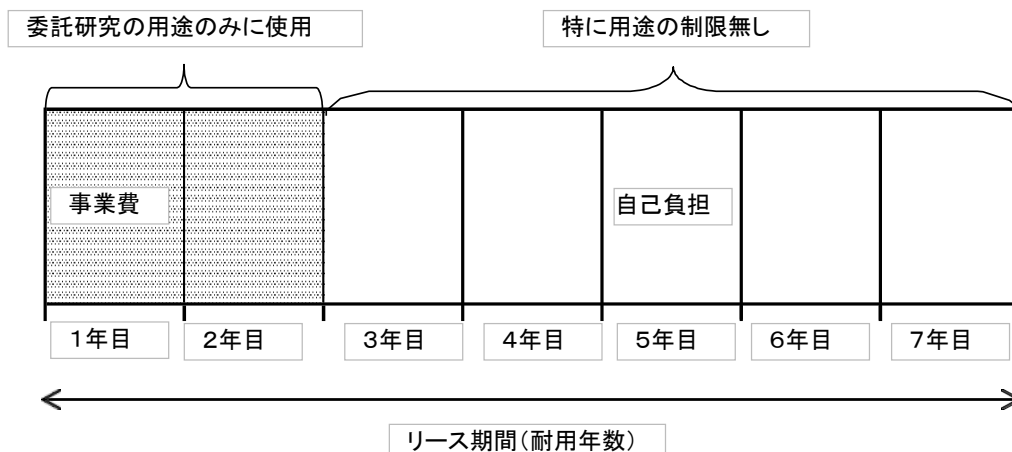 委託研究の用途のみに使用
特に用途の制限無し
事業費
自己負担
1年目
2年目
3年目
4年目
5年目
6年目
7年目
リース期間(耐用年数)